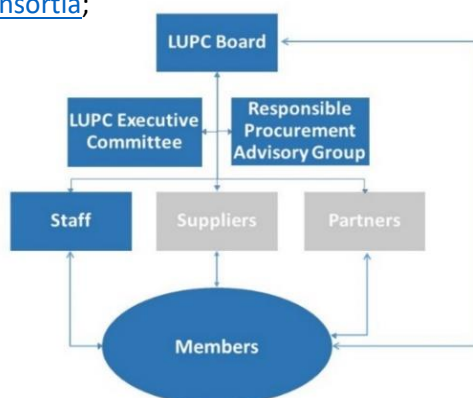 nsortia;
LUPC Board
LUPC Executive
Committee
Responsible
Procurement
Advisory Group
Staff
Suppliers
Partners
Members